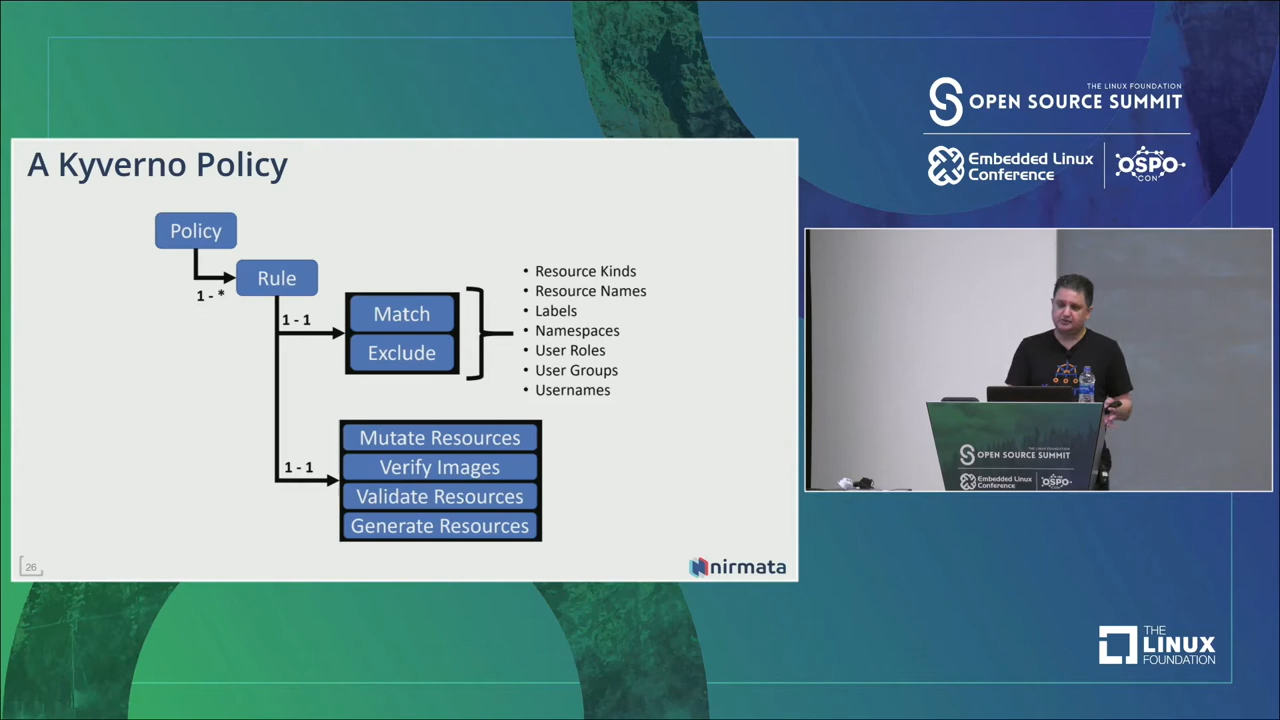 THE LINUX FOUNDATION
OPEN SOURCE SUMMIT
Embedded Linux
Conference
OSPO
CON
A Kyverno Policy
Policy
Rule
1 - *
1 - 1
Match
Exclude
• Resource Kinds
• Resource Names
• Labels
• Namespaces
• User Roles
• User Groups
• Usernames
1 - 1
Mutate Resources
Verify Images
Validate Resources
Generate Resources
26
nirmata
OPEN SOURCE SUMMIT
Embedded Linux
Conference
OSPO
CON
THE
LINUX
FOUNDATION